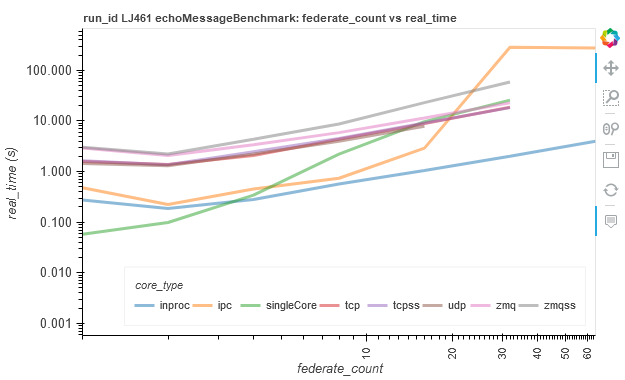 run_id LJ461 echoMessageBenchmark: federate_count vs real_time
100.000
10.000
1.000
0.100
0.010
0.001
real_time (s)
core_type
inproc ipc singleCore tcp tcpss udp zmq zmqss
10 20 30 40 50 60
federate_count